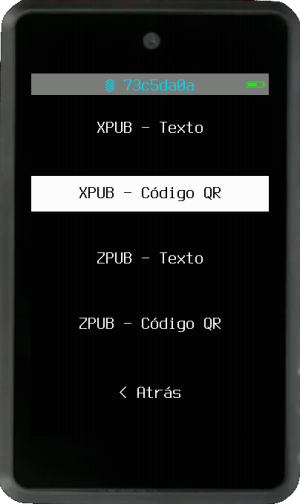 73c5da0a
XPUB - Texto
XPUB - Código QR
ZPUB - Texto
ZPUB - Código QR
< Atrás